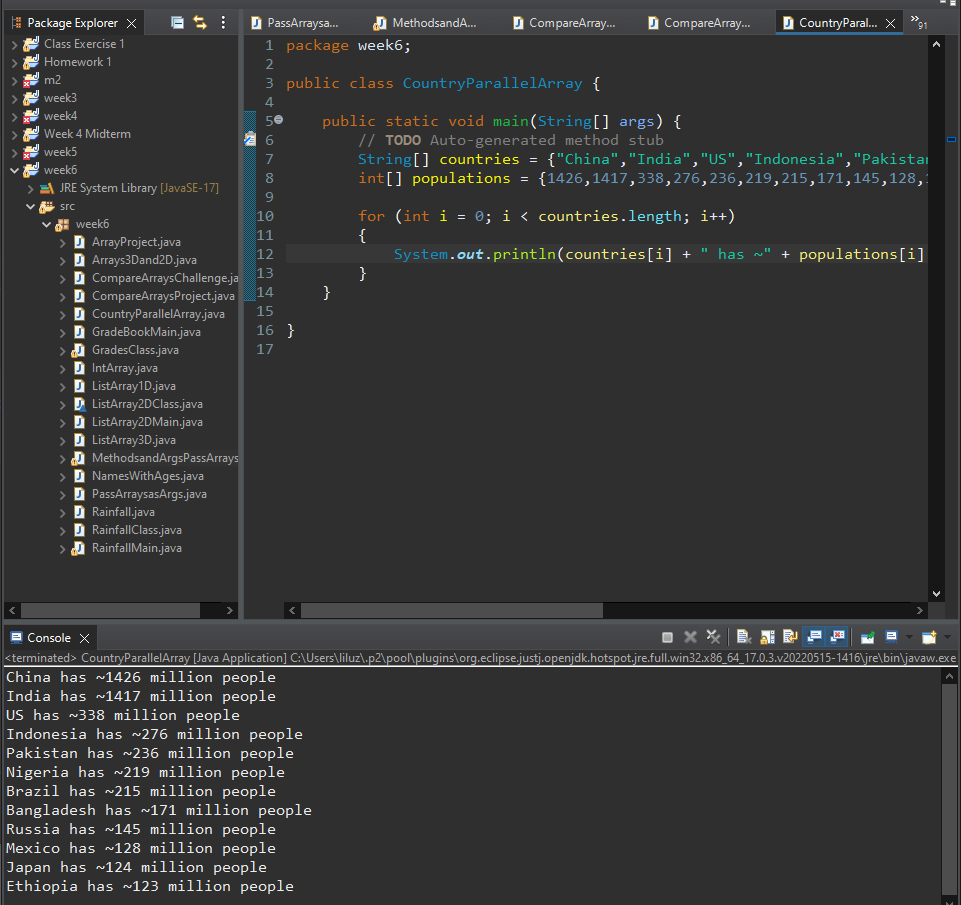 Package Explorer
Class Exercise 1
Homework 1
m2
week3
week4
Week 4 Midterm
week5
week6
JRE System Library [JavaSE-17]
src
week6
ArrayProject.java
Arrays3Dand2D.java
CompareArraysChallenge.ja
CompareArraysProject.java
CountryParallelArray.java
GradeBookMain.java
GradesClass.java
IntArray.java
ListArray1D.java
ListArray2DClass.java
ListArray2DMain.java
ListArray3D.java
MethodsandArgsPassArrays
NamesWithAges.java
PassArraysasArgs.java
Rainfall.java
RainfallClass.java
RainfallMain.java
PassArraysa... MethodsandA... CompareArray... CompareArray... CountryParal... »91
1 package week6;
2
3 public class CountryParallelArray {
4
5 public static void main(String[] args) {
6 // TODO Auto-generated method stub
7 String[] countries = {"China","India","US","Indonesia","Pakistan
8 int[] populations = {1426,1417,338,276,236,219,215,171,145,128,1
9
10 for (int i = 0; i < countries.length; i++)
11 {
12 System.out.println(countries[i] + " has ~" + populations[i]
13 }
14 }
15
16 }
17
Console
<terminated> CountryParallelArray [Java Application] C:\Users\liluz\.p2\pool\plugins\org.eclipse.justj.openjdk.hotspot.jre.full.win32.x86_64_17.0.3.v20220515-1416\jre\bin\javaw.exe
China has ~1426 million people
India has ~1417 million people
US has ~338 million people
Indonesia has ~276 million people
Pakistan has ~236 million people
Nigeria has ~219 million people
Brazil has ~215 million people
Bangladesh has ~171 million people
Russia has ~145 million people
Mexico has ~128 million people
Japan has ~124 million people
Ethiopia has ~123 million people